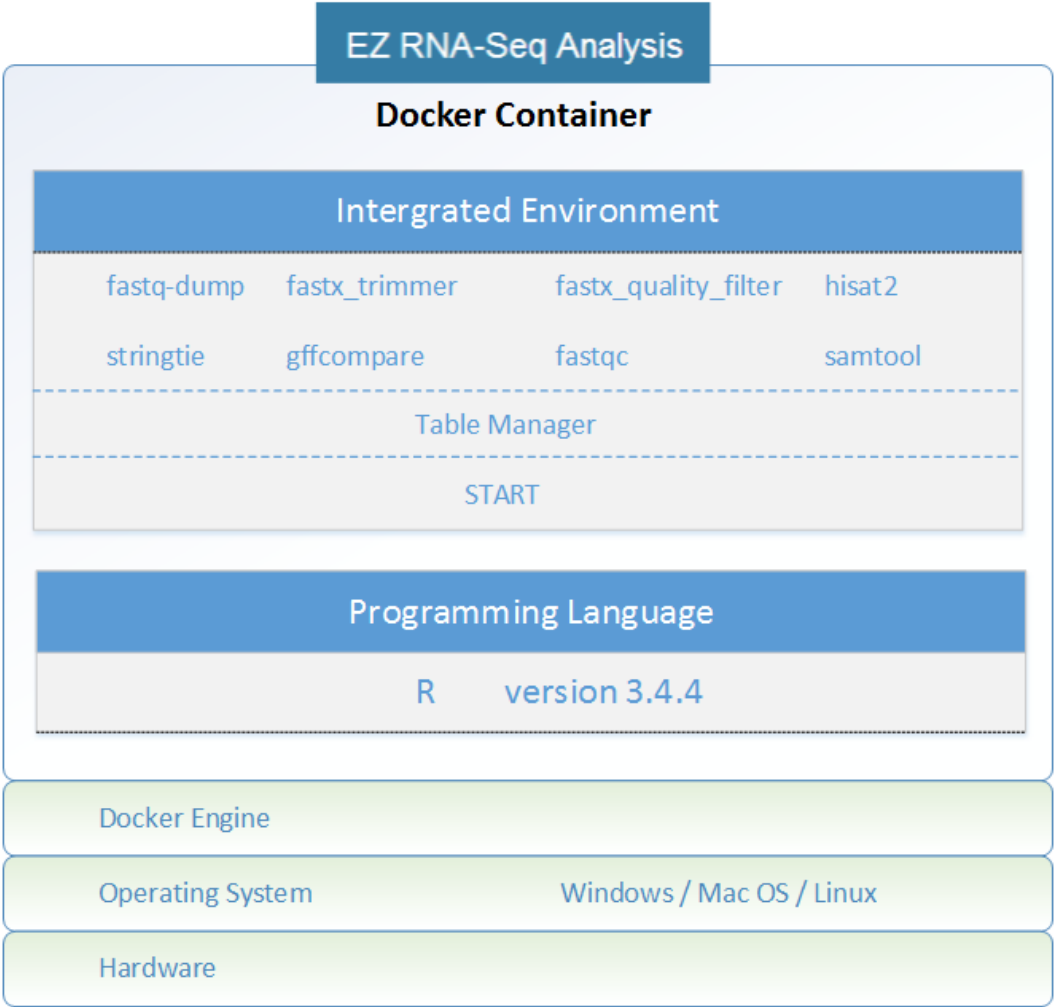 EZ RNA-Seq Analysis
Docker Container
Intergrated Environment
fastq-dump fastx_trimmer fastx_quality_filter hisat2
stringtie gffcompare fastqc samtool
Table Manager
START
Programming Language
R version 3.4.4
Docker Engine
Operating System Windows / Mac OS / Linux
Hardware